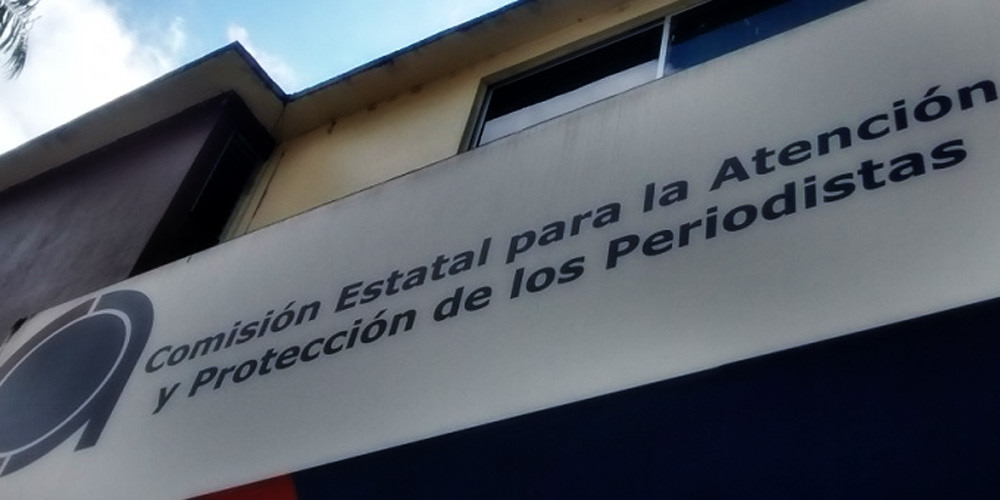 Comisión Estatal para la Atención
y Protección de los Periodistas